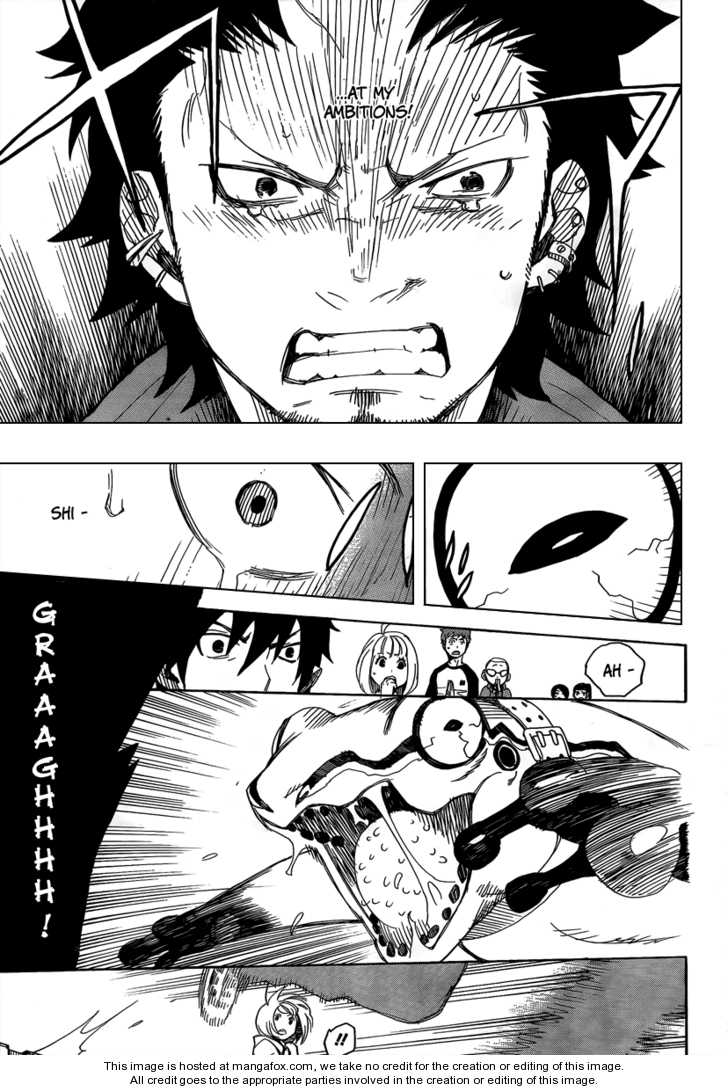 ...AT MY
AMBITIONS!
SHI -
AH -
GRAAAGHHHH!
!!
This image is hosted at mangafox.com, we take no credit for the creation or editing of this image.
All credit goes to the appropriate parties involved in the creation or editing of this image.